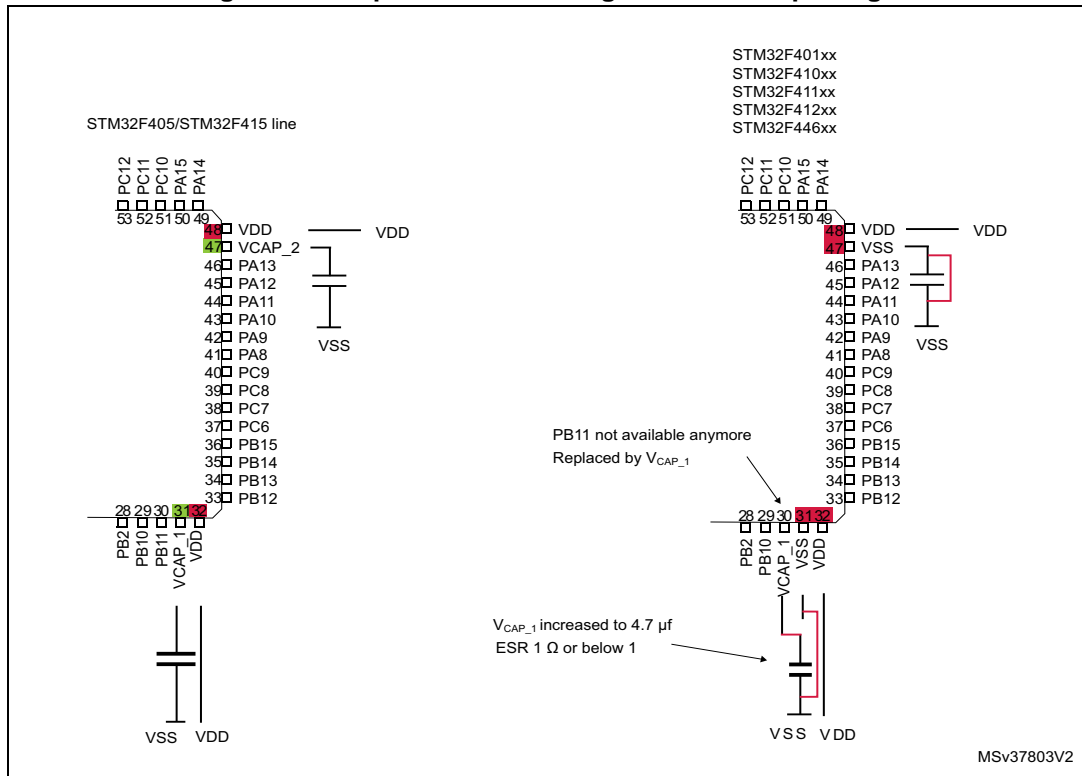 STM32F405/STM32F415 line
PC12
PC11
PC10
PA15
PA14
53 52 51 50 49
48 VDD
VDD
47 VCAP_2
46 PA13
45 PA12
44 PA11
43 PA10
42 PA9
41 PA8
40 PC9
39 PC8
38 PC7
37 PC6
36 PB15
35 PB14
34 PB13
33 PB12
VSS
28 29 30 31 32
PB2
PB10
PB11
VCAP_1
VDD
VSS VDD
STM32F401xx
STM32F410xx
STM32F411xx
STM32F412xx
STM32F446xx
PC12
PC11
PC10
PA15
PA14
53 52 51 50 49
48 VDD
VDD
47 VSS
46 PA13
45 PA12
44 PA11
43 PA10
42 PA9
41 PA8
40 PC9
39 PC8
38 PC7
37 PC6
36 PB15
35 PB14
34 PB13
33 PB12
VSS
PB11 not available anymore
Replaced by VCAP_1
28 29 30 31 32
PB2
PB10
VCAP_1
VSS
VDD
VCAP_1 increased to 4.7 µf
ESR 1 Ω or below 1
VSS VDD
MSv37803V2